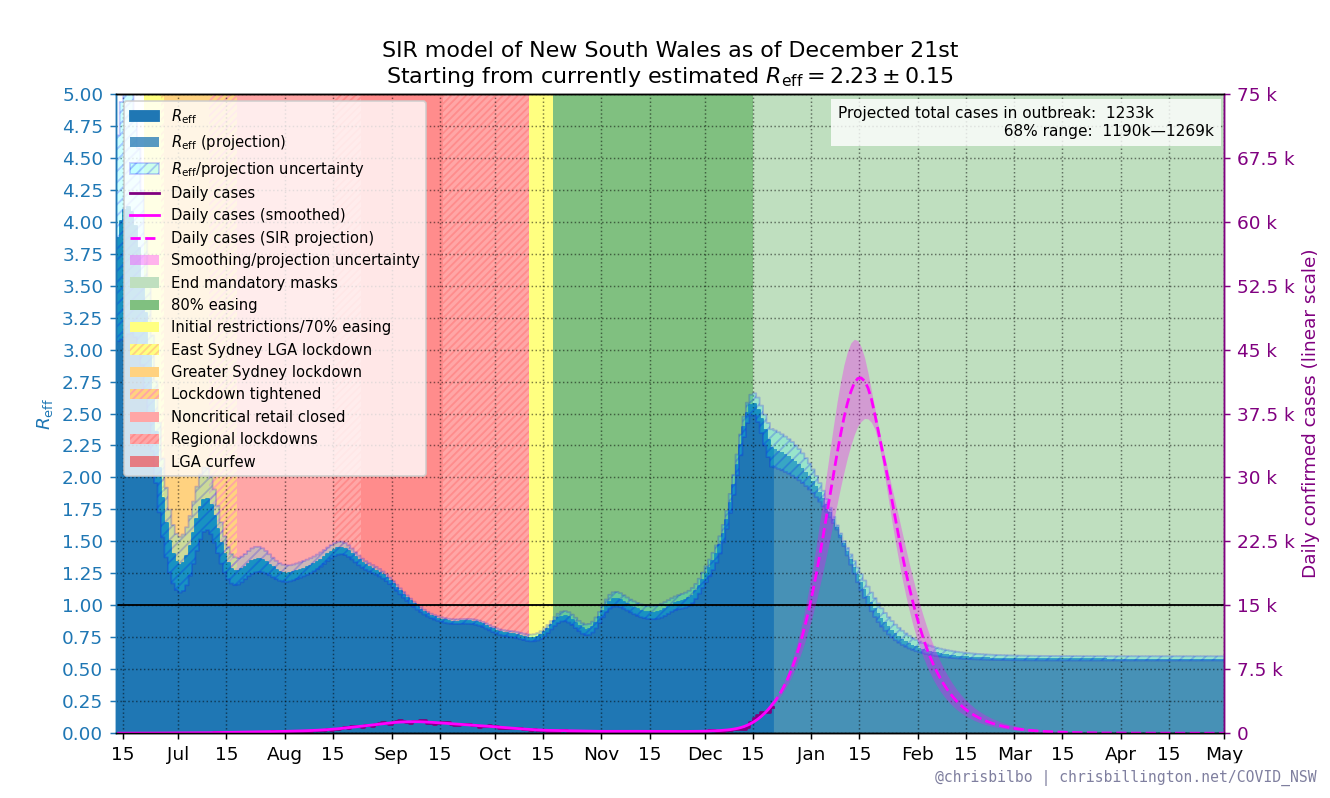 SIR model of New South Wales as of December 21st
Starting from currently estimated R_eff = 2.23 ± 0.15
Projected total cases in outbreak: 1233k
68% range: 1190k—1269k
R_eff
R_eff (projection)
R_eff/projection uncertainty
Daily cases
Daily cases (smoothed)
Daily cases (SIR projection)
Smoothing/projection uncertainty
End mandatory masks
80% easing
Initial restrictions/70% easing
East Sydney LGA lockdown
Greater Sydney lockdown
Lockdown tightened
Noncritical retail closed
Regional lockdowns
LGA curfew
R_eff
5.00
4.75
4.50
4.25
4.00
3.75
3.50
3.25
3.00
2.75
2.50
2.25
2.00
1.75
1.50
1.25
1.00
0.75
0.50
0.25
0.00
75 k
67.5 k
60 k
52.5 k
45 k
37.5 k
30 k
22.5 k
15 k
7.5 k
0
Daily confirmed cases (linear scale)
15 Jul 15 Aug 15 Sep 15 Oct 15 Nov 15 Dec 15 Jan 15 Feb 15 Mar 15 Apr 15 May
@chrisbilbo | chrisbillington.net/COVID_NSW